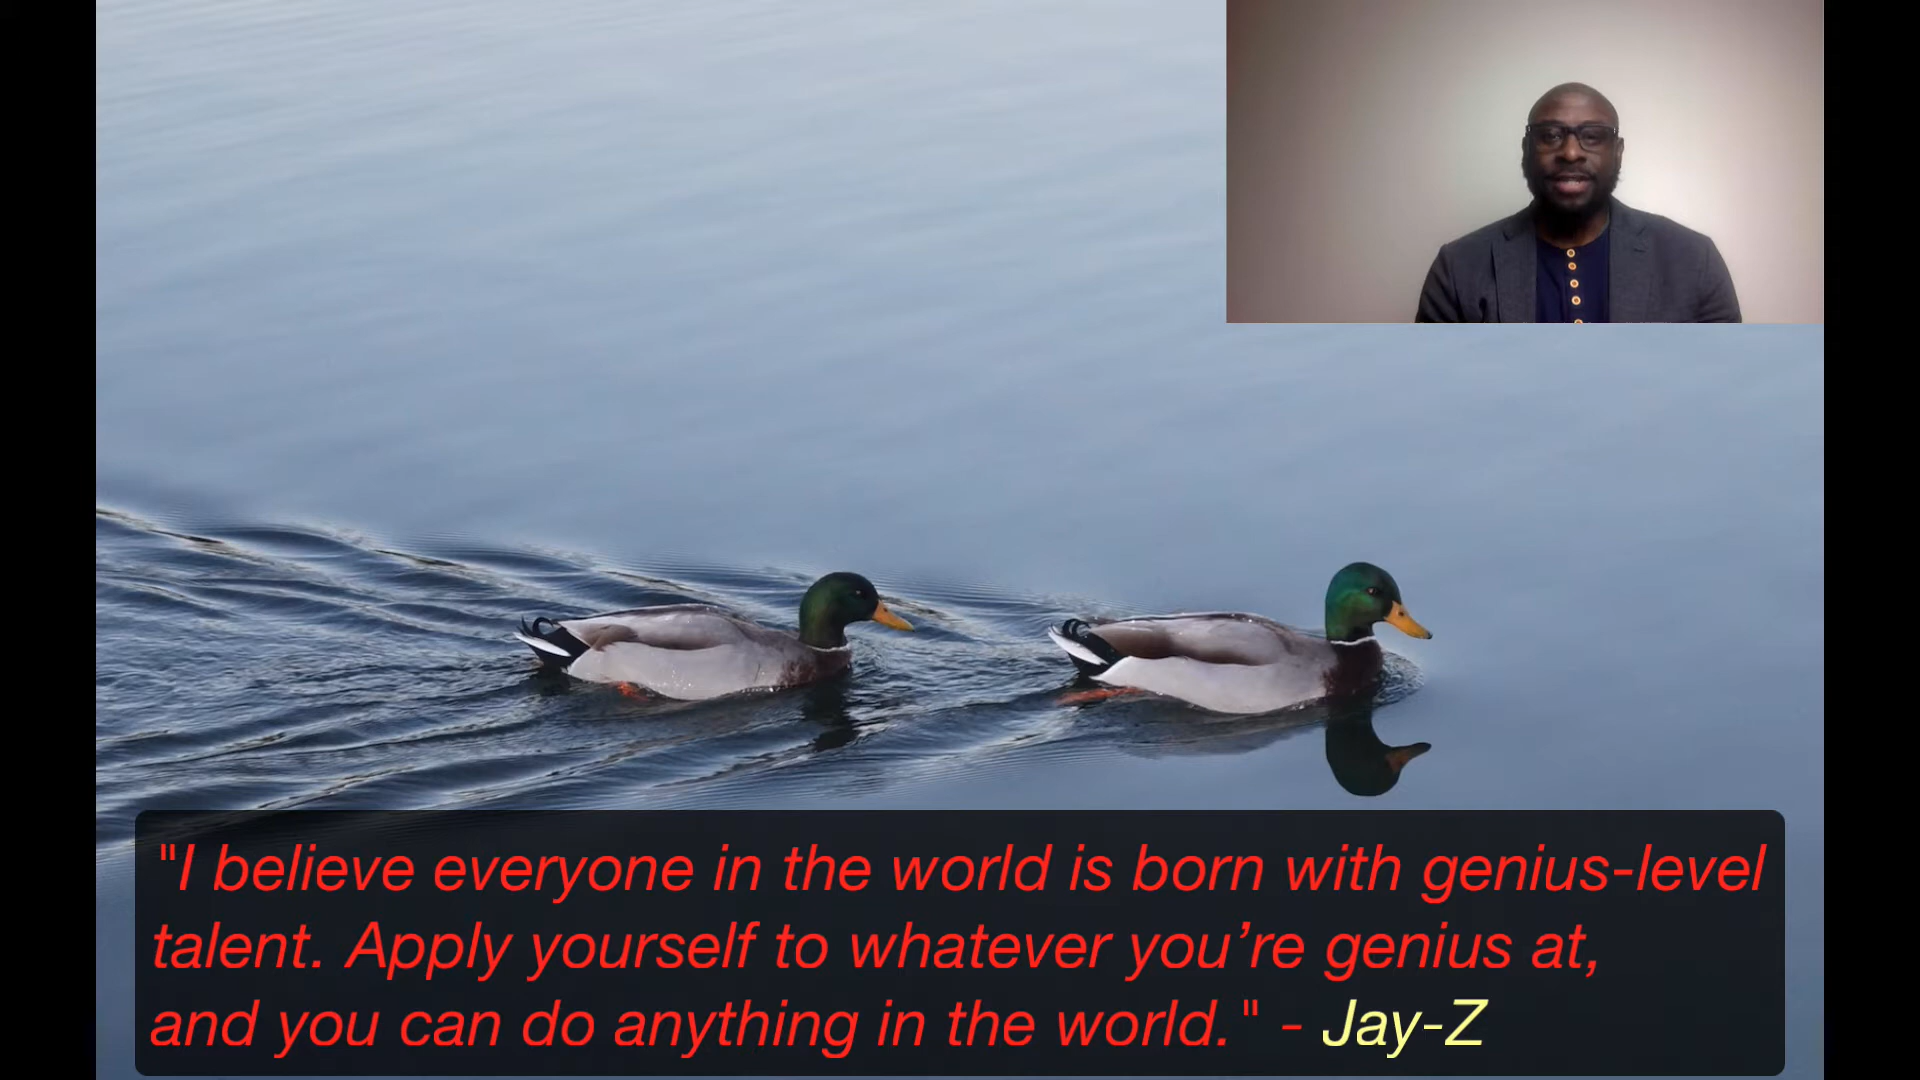 "I believe everyone in the world is born with genius-level
talent. Apply yourself to whatever you’re genius at,
and you can do anything in the world." - Jay-Z